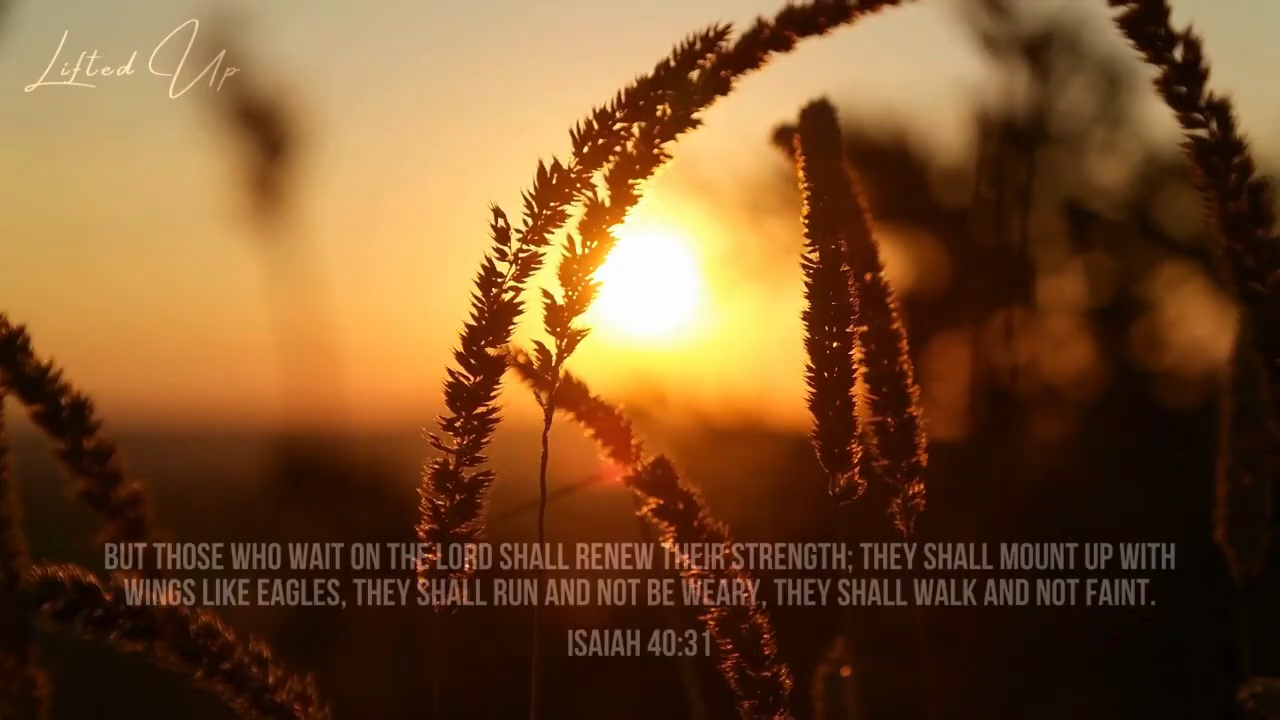 Lifted Up
BUT THOSE WHO WAIT ON THE LORD SHALL RENEW THEIR STRENGTH; THEY SHALL MOUNT UP WITH
WINGS LIKE EAGLES, THEY SHALL RUN AND NOT BE WEARY, THEY SHALL WALK AND NOT FAINT.
ISAIAH 40:31